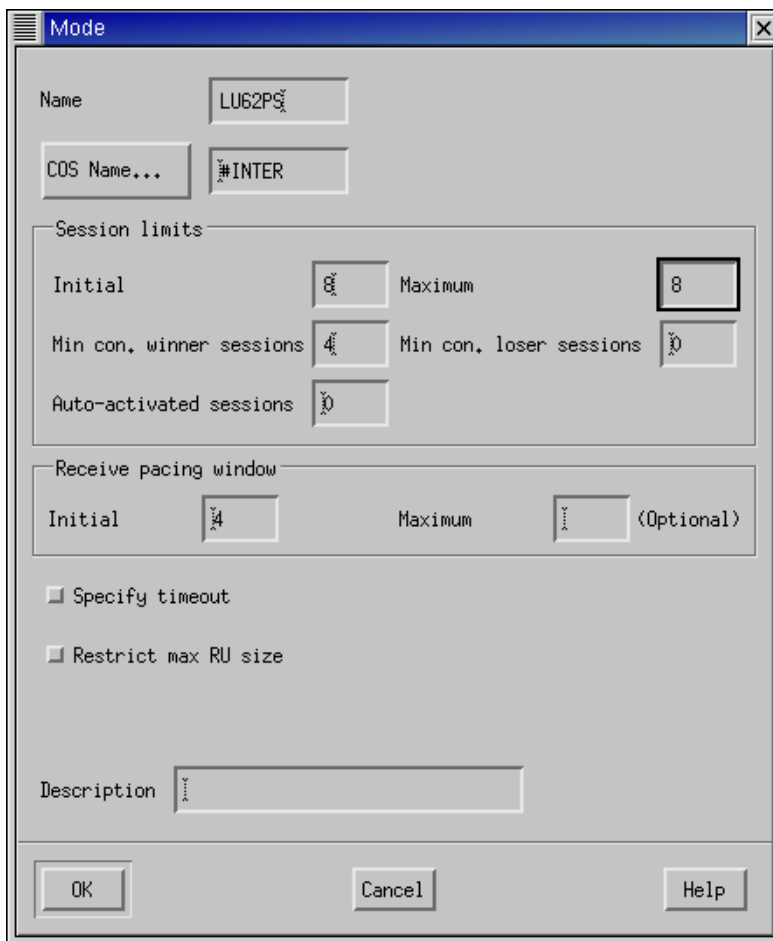 Mode
Name LU62PS
COS Name... #INTER
Session limits
Initial 8 Maximum 8
Min con. winner sessions 4 Min con. loser sessions 0
Auto-activated sessions 0
Receive pacing window
Initial 4 Maximum (Optional)
Specify timeout
Restrict max RU size
Description
OK Cancel Help